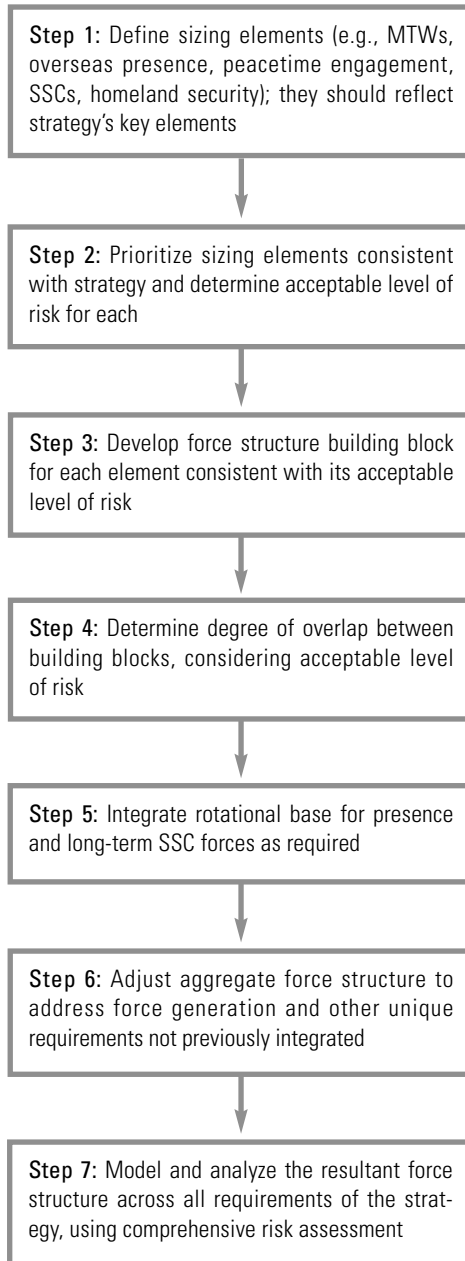 Step 1: Define sizing elements (e.g., MTWs,
overseas presence, peacetime engagement,
SSCs, homeland security); they should reflect
strategy's key elements
Step 2: Prioritize sizing elements consistent
with strategy and determine acceptable level of
risk for each
Step 3: Develop force structure building block
for each element consistent with its acceptable
level of risk
Step 4: Determine degree of overlap between
building blocks, considering acceptable level
of risk
Step 5: Integrate rotational base for presence
and long-term SSC forces as required
Step 6: Adjust aggregate force structure to
address force generation and other unique
requirements not previously integrated
Step 7: Model and analyze the resultant force
structure across all requirements of the strat-
egy, using comprehensive risk assessment